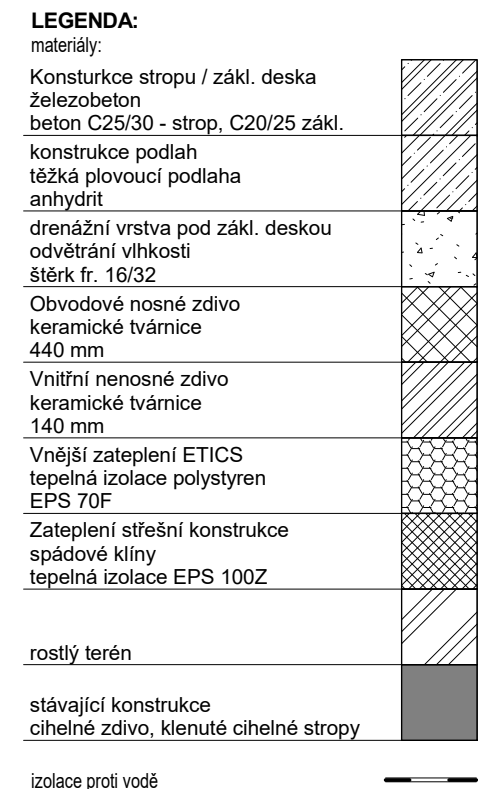 LEGENDA:
materiály:
Konsturkce stropu / zákl. deska
železobeton
beton C25/30 - strop, C20/25 zákl.
konstrukce podlah
těžká plovoucí podlaha
anhydrit
drenážní vrstva pod zákl. deskou
odvětrání vlhkosti
štěrk fr. 16/32
Obvodové nosné zdivo
keramické tvárnice
440 mm
Vnitřní nenosné zdivo
keramické tvárnice
140 mm
Vnější zateplení ETICS
tepelná izolace polystyren
EPS 70F
Zateplení střešní konstrukce
spádové klíny
tepelná izolace EPS 100Z
rostlý terén
stávající konstrukce
cihelné zdivo, klenuté cihelné stropy
izolace proti vodě